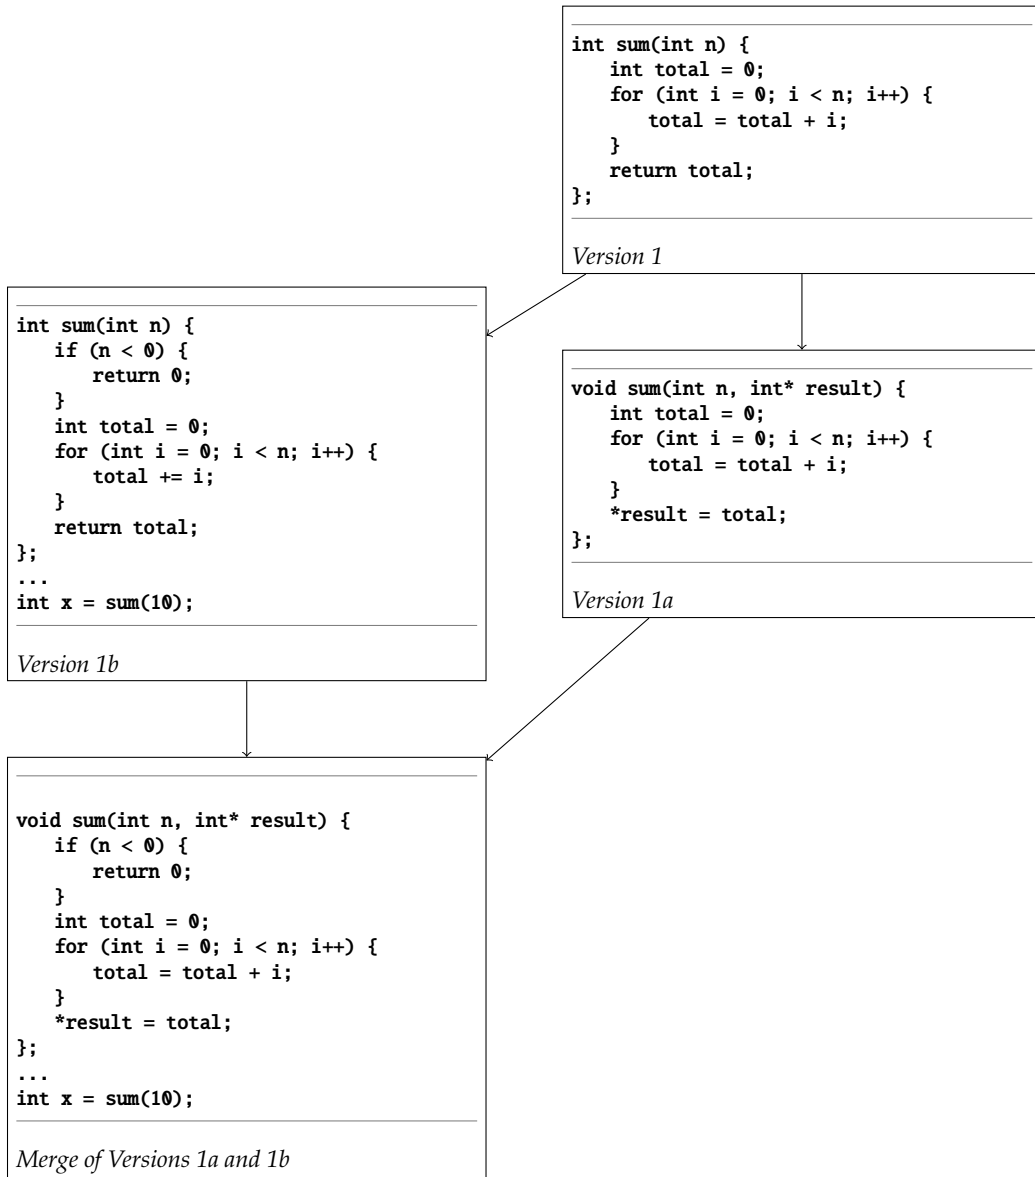 int sum(int n) {
int total = 0;
for (int i = 0; i < n; i++) {
total = total + i;
}
return total;
};
Version 1
int sum(int n) {
if (n < 0) {
return 0;
}
int total = 0;
for (int i = 0; i < n; i++) {
total += i;
}
return total;
};
...
int x = sum(10);
Version 1b
void sum(int n, int* result) {
int total = 0;
for (int i = 0; i < n; i++) {
total = total + i;
}
*result = total;
};
Version 1a
void sum(int n, int* result) {
if (n < 0) {
return 0;
}
int total = 0;
for (int i = 0; i < n; i++) {
total = total + i;
}
*result = total;
};
...
int x = sum(10);
Merge of Versions 1a and 1b